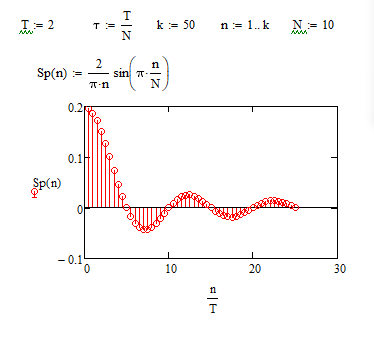 T := 2 τ := T/N k := 50 n := 1.. k N := 10
Sp(n) := 2/(π·n) sin(π·n/N)
0.2
0.1
Sp(n)
0
− 0.1
0 10 20 30
n/T